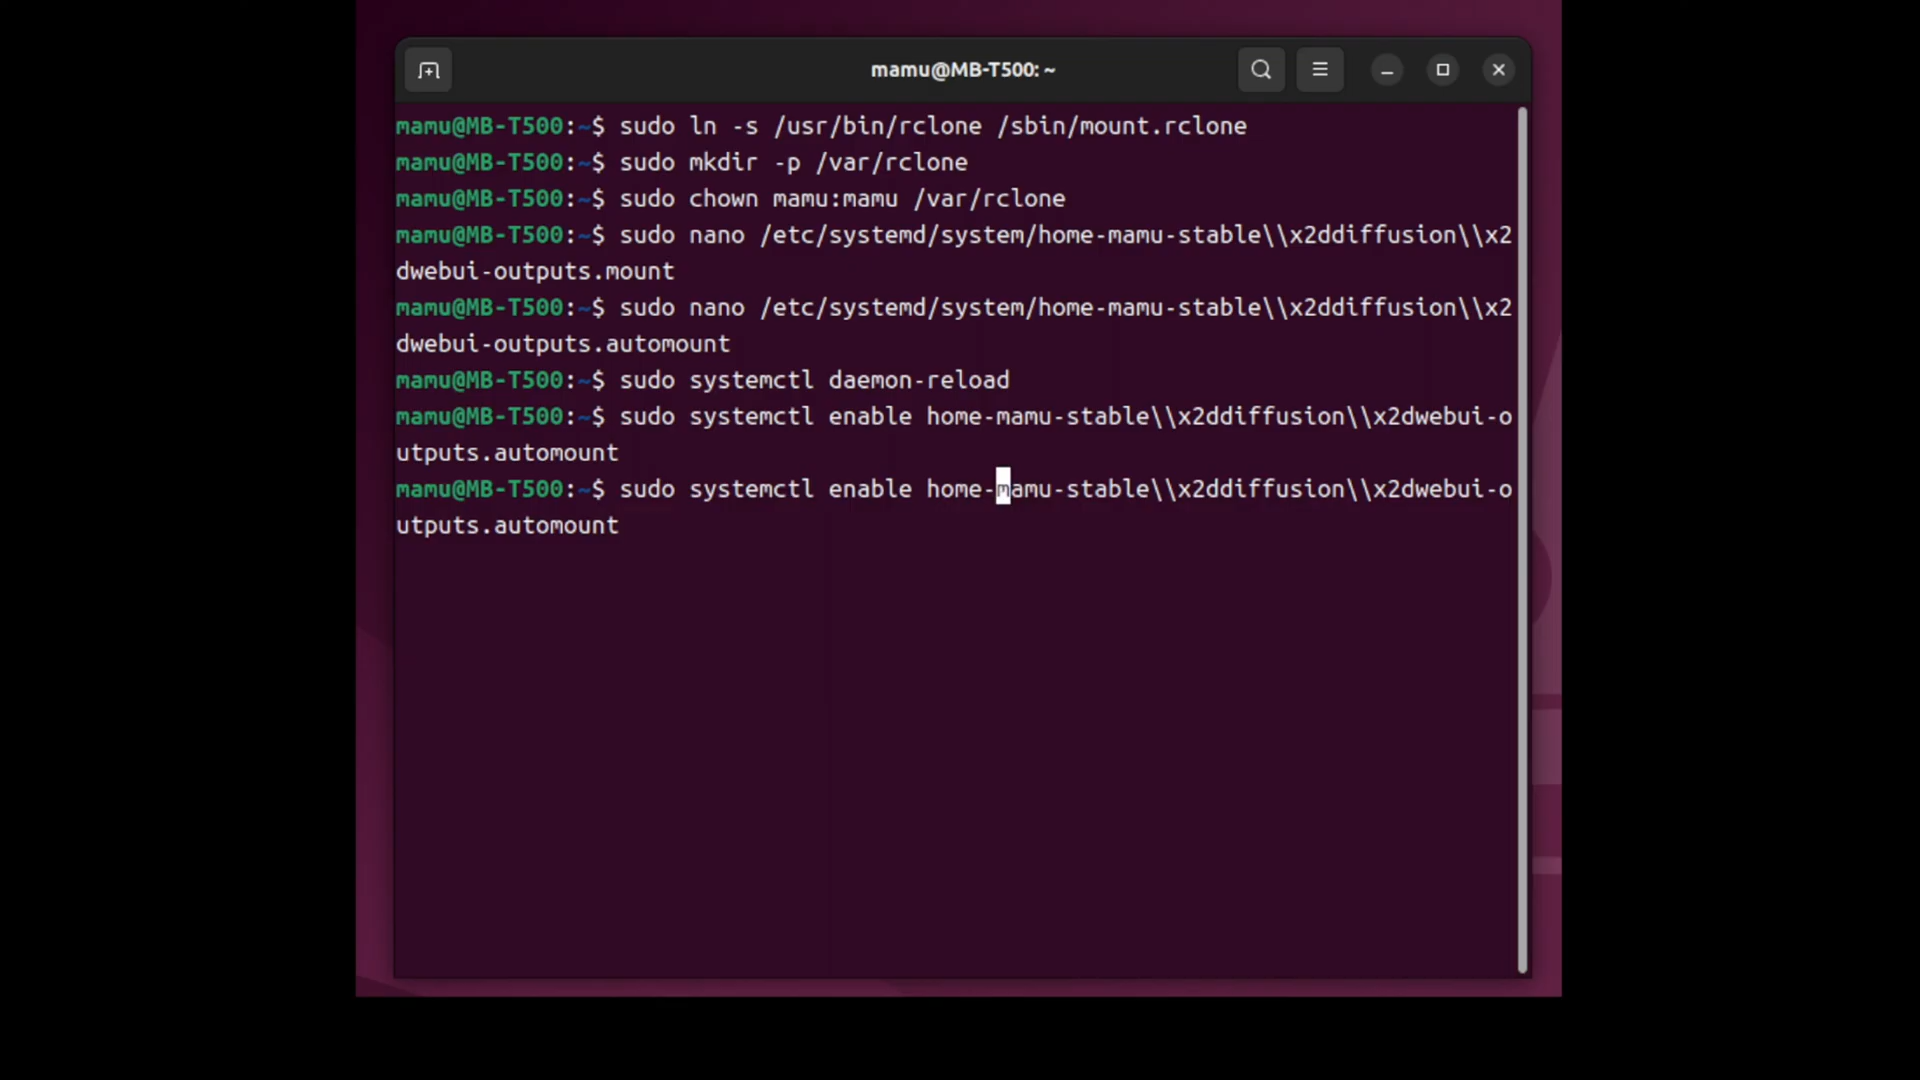 mamu@MB-T500: ~
mamu@MB-T500:~$ sudo ln -s /usr/bin/rclone /sbin/mount.rclone
mamu@MB-T500:~$ sudo mkdir -p /var/rclone
mamu@MB-T500:~$ sudo chown mamu:mamu /var/rclone
mamu@MB-T500:~$ sudo nano /etc/systemd/system/home-mamu-stable\\x2ddiffusion\\x2
dwebui-outputs.mount
mamu@MB-T500:~$ sudo nano /etc/systemd/system/home-mamu-stable\\x2ddiffusion\\x2
dwebui-outputs.automount
mamu@MB-T500:~$ sudo systemctl daemon-reload
mamu@MB-T500:~$ sudo systemctl enable home-mamu-stable\\x2ddiffusion\\x2dwebui-o
utputs.automount
mamu@MB-T500:~$ sudo systemctl enable home-mamu-stable\\x2ddiffusion\\x2dwebui-o
utputs.automount